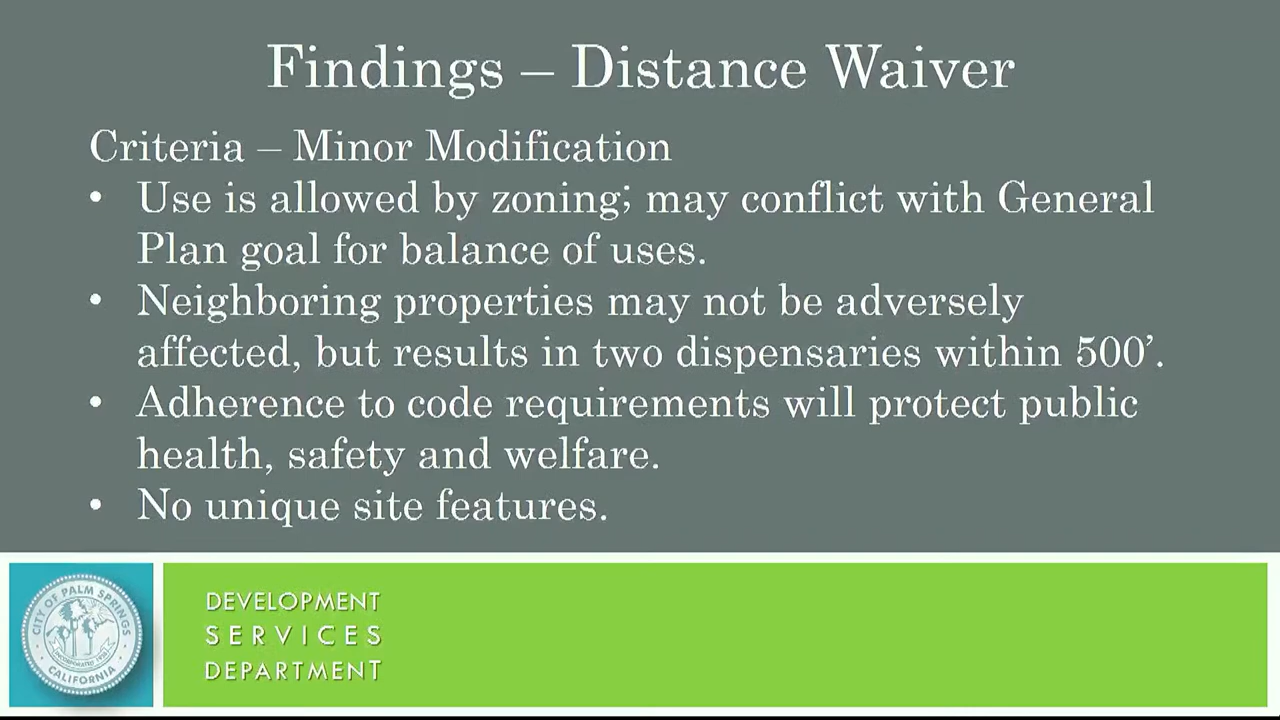 Findings – Distance Waiver
Criteria – Minor Modification
• Use is allowed by zoning; may conflict with General
Plan goal for balance of uses.
• Neighboring properties may not be adversely
affected, but results in two dispensaries within 500’.
• Adherence to code requirements will protect public
health, safety and welfare.
• No unique site features.
CITY OF PALM SPRINGS
CALIFORNIA
DEVELOPMENT
SERVICES
DEPARTMENT